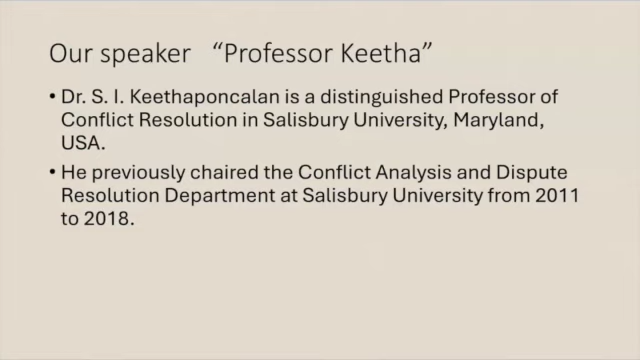 Our speaker “Professor Keetha”
• Dr. S. I. Keethaponcalan is a distinguished Professor of
Conflict Resolution in Salisbury University, Maryland,
USA.
• He previously chaired the Conflict Analysis and Dispute
Resolution Department at Salisbury University from 2011
to 2018.